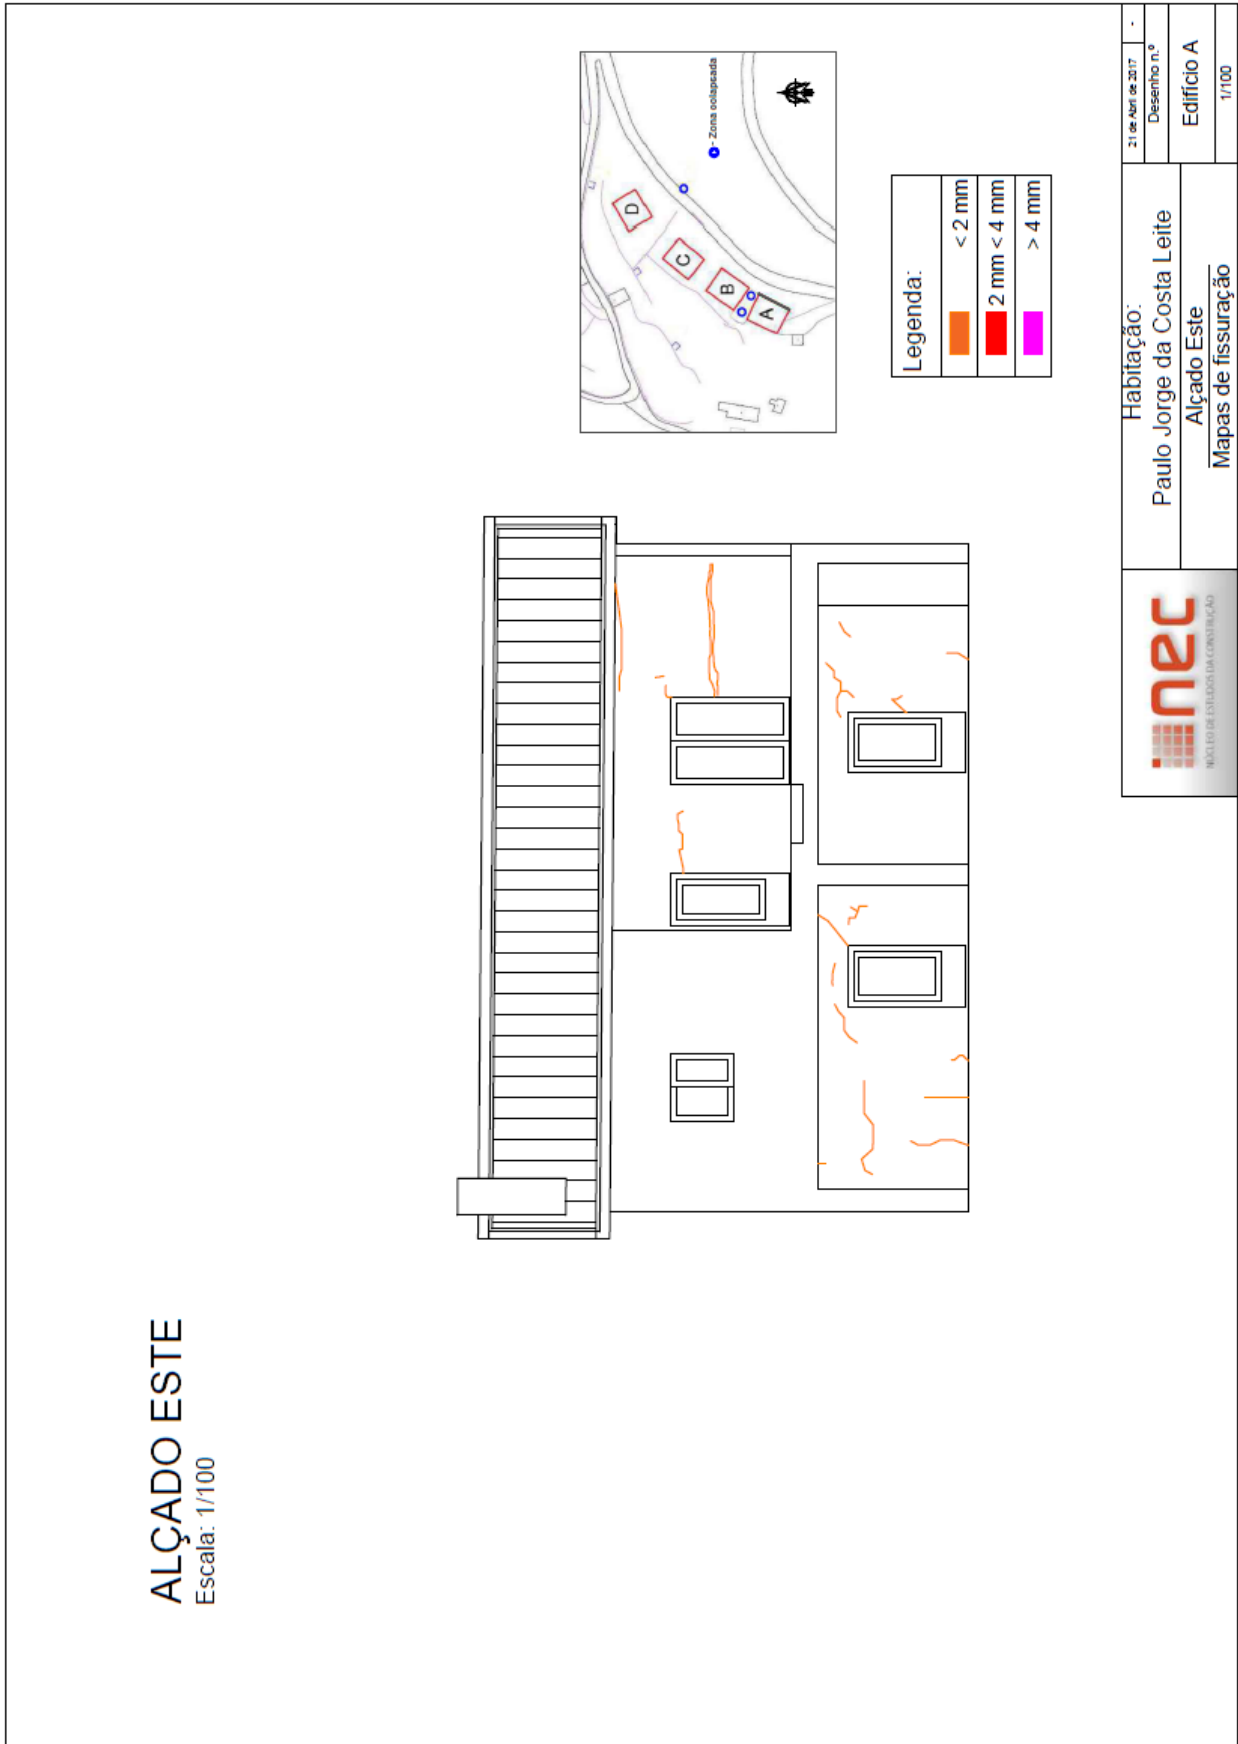 ALÇADO ESTE
Escala: 1/100
D
C
B
A
- Zona colapsada
Legenda:
< 2 mm
2 mm < 4 mm
> 4 mm
nec
NÚCLEO DE ESTUDOS DA CONSTRUÇÃO
Habitação:
Paulo Jorge da Costa Leite
Alçado Este
Mapas de fissuração
21 de Abril de 2017
-
Desenho n.º
Edifício A
1/100